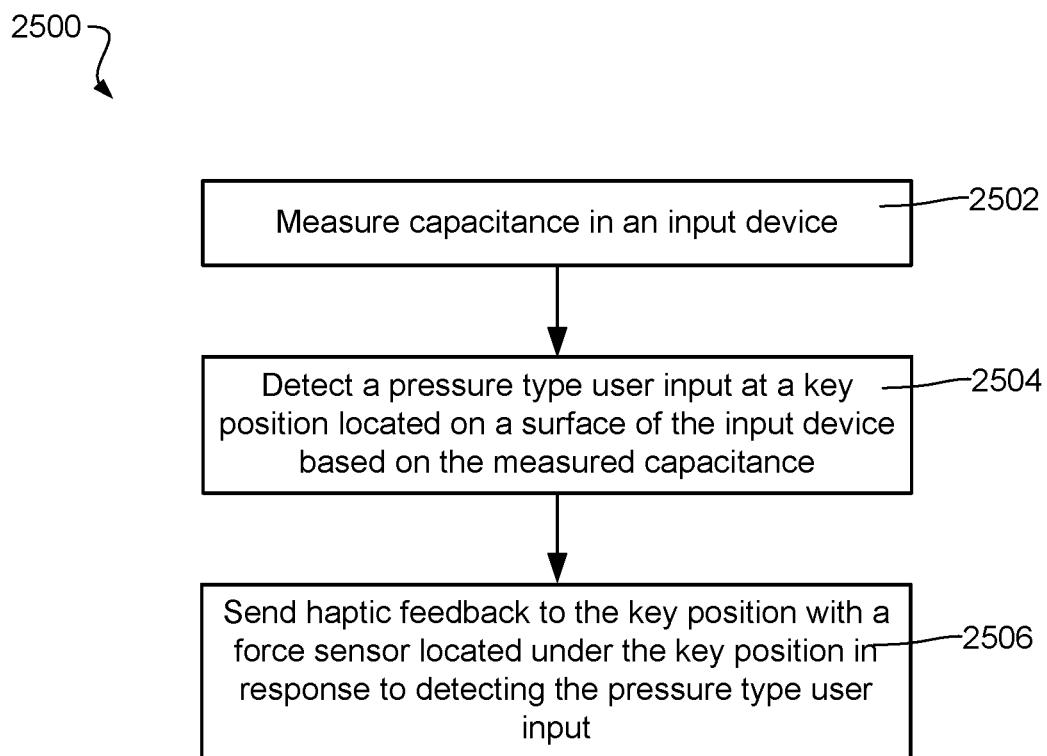 2500
Measure capacitance in an input device
2502
Detect a pressure type user input at a key
position located on a surface of the input device
based on the measured capacitance
2504
Send haptic feedback to the key position with a
force sensor located under the key position in
response to detecting the pressure type user
input
2506